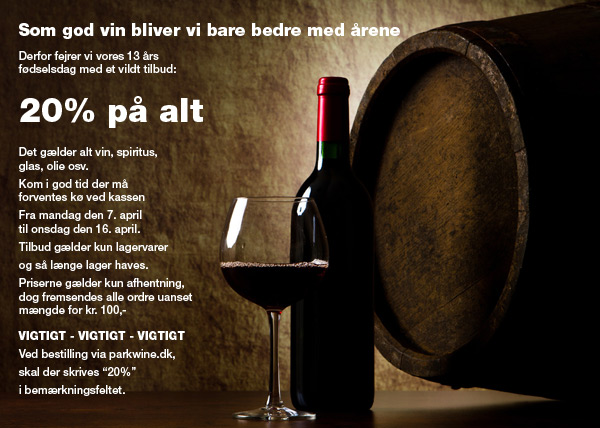 Som god vin bliver vi bare bedre med årene
Derfor fejrer vi vores 13 års
fødselsdag med et vildt tilbud:
20% på alt
Det gælder alt vin, spiritus,
glas, olie osv.
Kom i god tid der må
forventes kø ved kassen
Fra mandag den 7. april
til onsdag den 16. april.
Tilbud gælder kun lagervarer
og så længe lager haves.
Priserne gælder kun afhentning,
dog fremsendes alle ordre uanset
mængde for kr. 100,-
VIGTIGT - VIGTIGT - VIGTIGT
Ved bestilling via parkwine.dk,
skal der skrives “20%”
i bemærkningsfeltet.